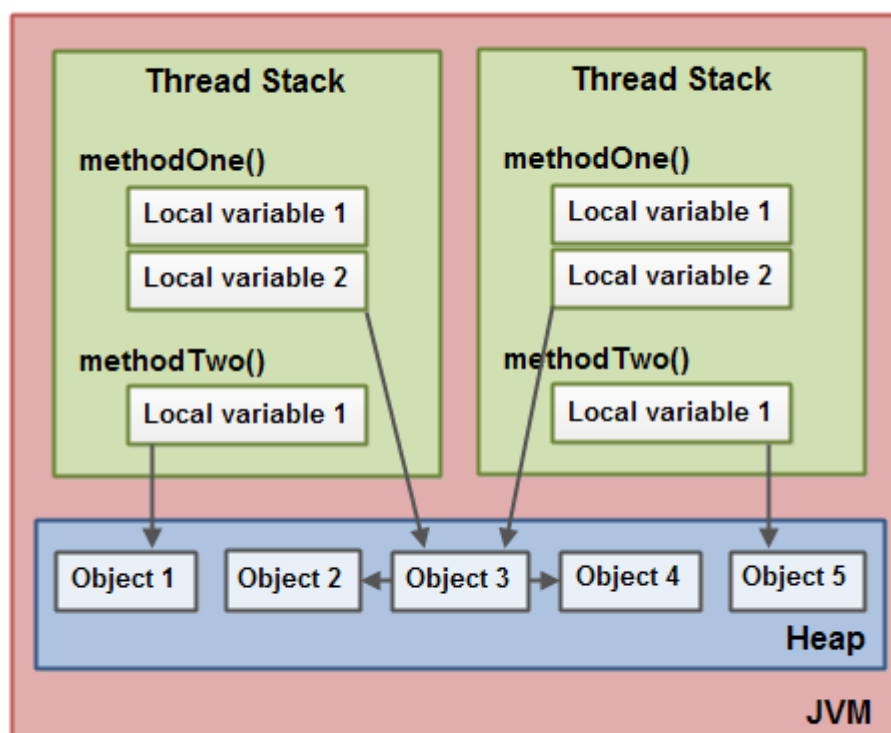 Thread Stack
methodOne()
Local variable 1
Local variable 2
methodTwo()
Local variable 1
Thread Stack
methodOne()
Local variable 1
Local variable 2
methodTwo()
Local variable 1
Object 1
Object 2
Object 3
Object 4
Object 5
Heap
JVM